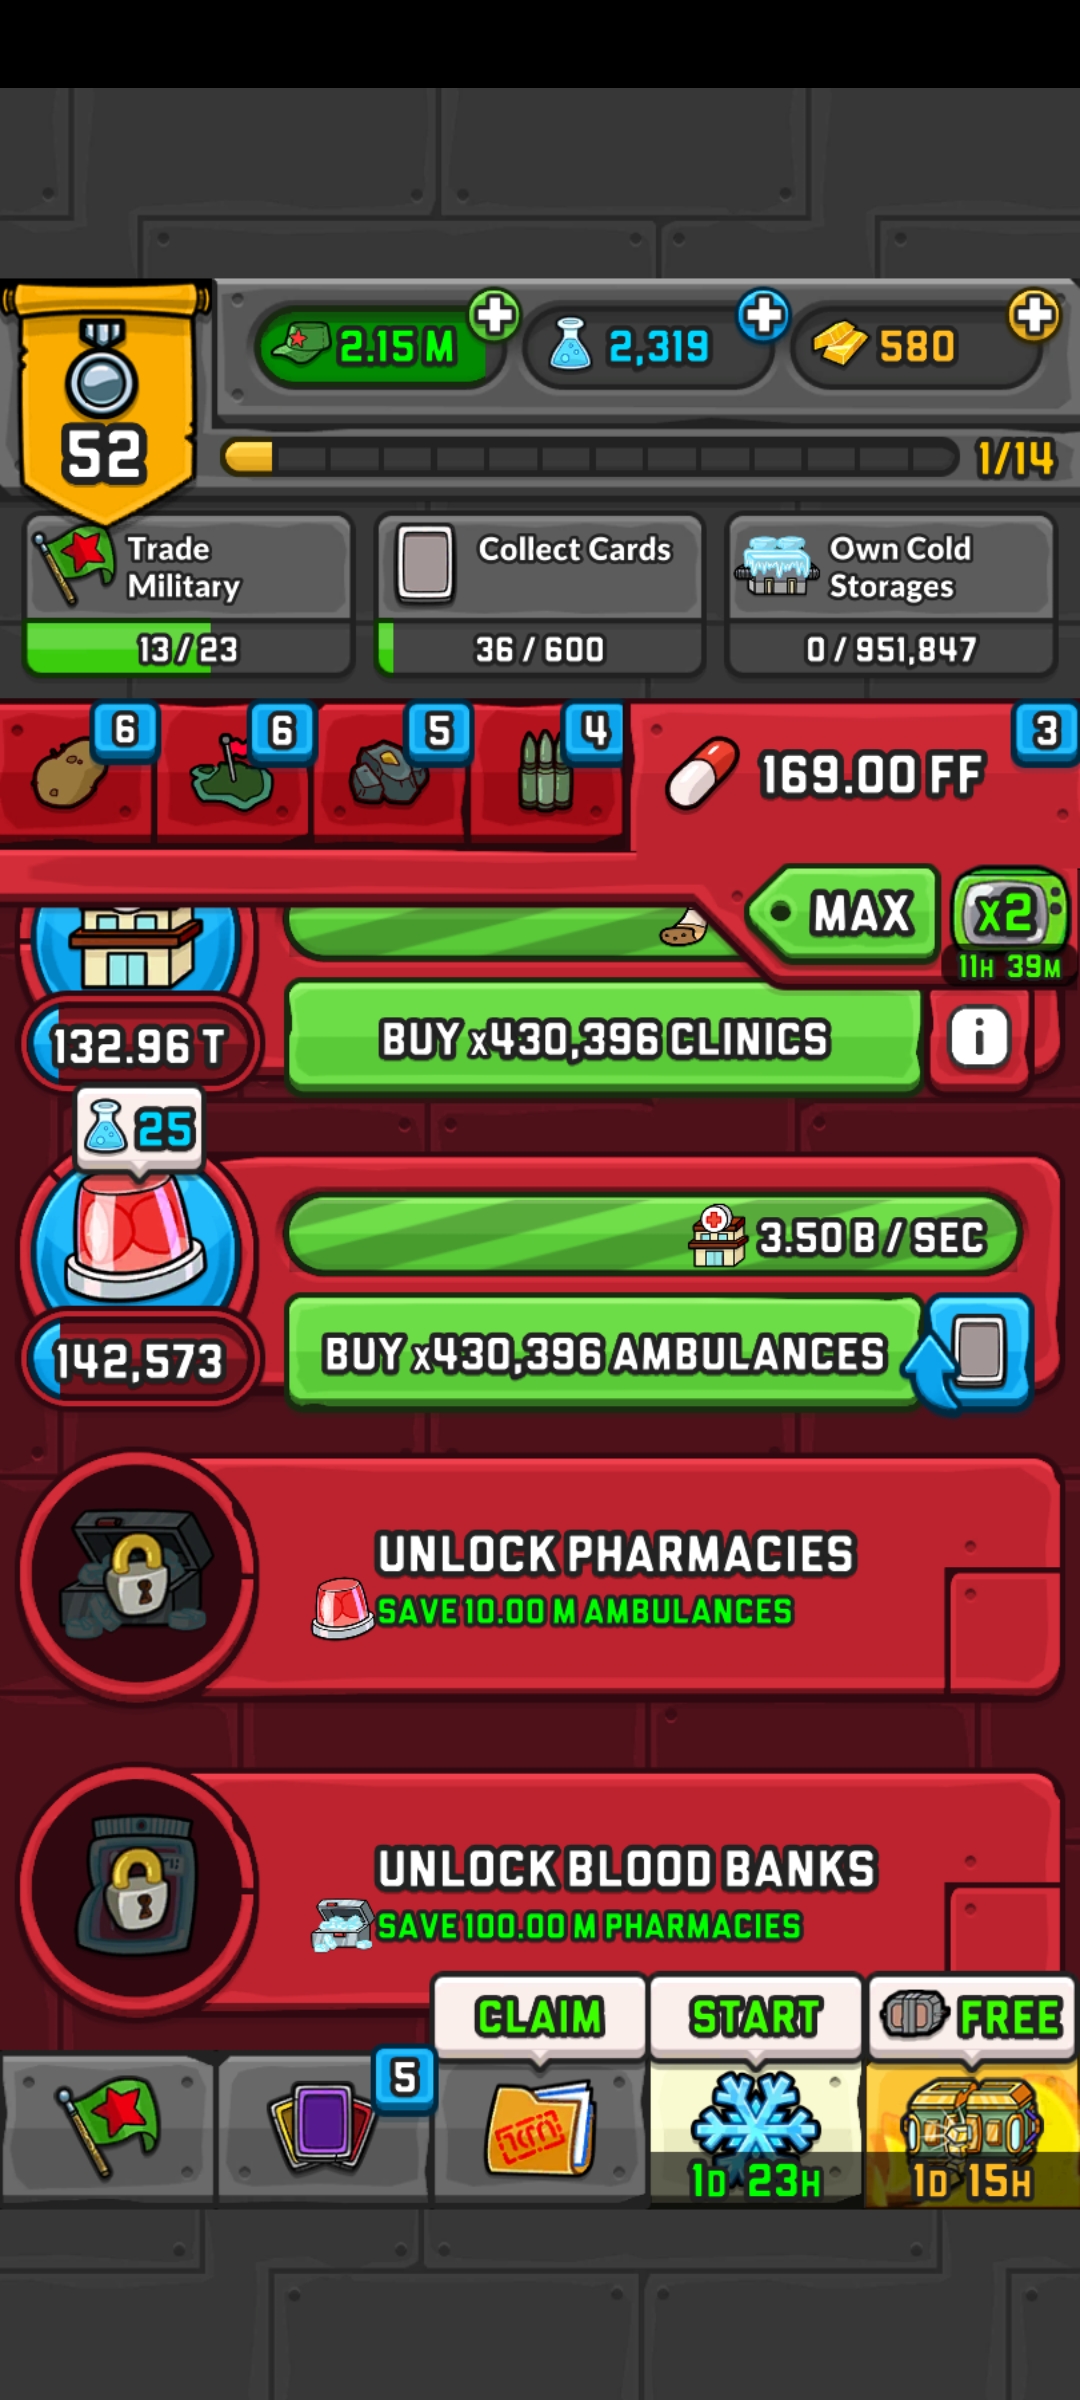 52
2.15 M
2,319
580
1/14
Trade
Military
13 / 23
Collect Cards
36 / 600
Own Cold
Storages
0 / 951,847
6
6
5
4
3
169.00 FF
MAX
x2
11H 39M
132.96 T
BUY x430,396 CLINICS
i
25
3.50 B / SEC
142,573
BUY x430,396 AMBULANCES
UNLOCK PHARMACIES
SAVE 10.00 M AMBULANCES
UNLOCK BLOOD BANKS
SAVE 100.00 M PHARMACIES
CLAIM
START
FREE
5
1D 23H
1D 15H